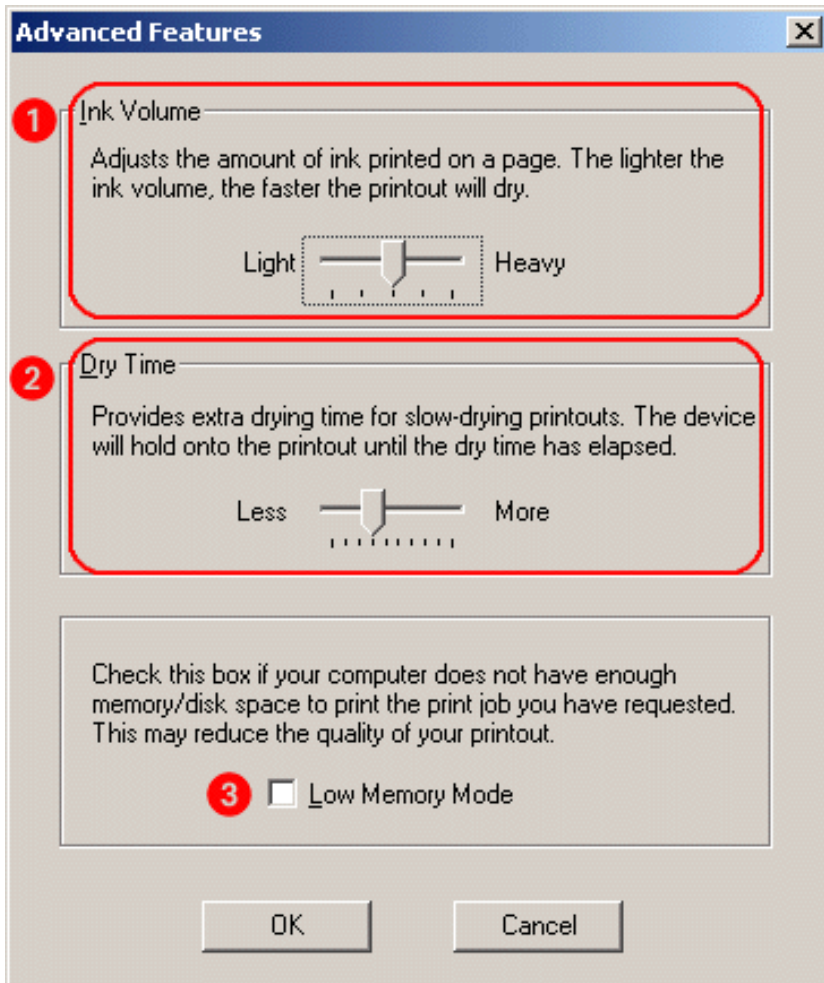 Advanced Features
1
Ink Volume
Adjusts the amount of ink printed on a page. The lighter the
ink volume, the faster the printout will dry.
Light Heavy
2
Dry Time
Provides extra drying time for slow-drying printouts. The device
will hold onto the printout until the dry time has elapsed.
Less More
Check this box if your computer does not have enough
memory/disk space to print the print job you have requested.
This may reduce the quality of your printout.
3 Low Memory Mode
OK Cancel